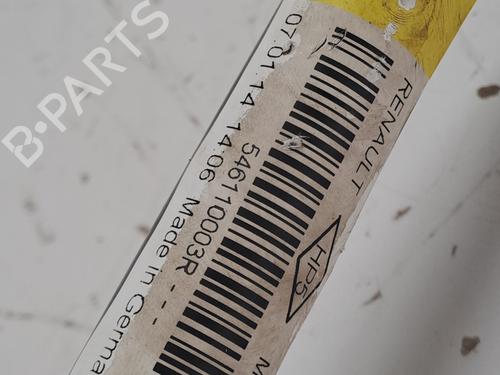 B-PARTS
RENAULT
HP5
546110003R - - -
07.01.14 14:06 Made in Germa